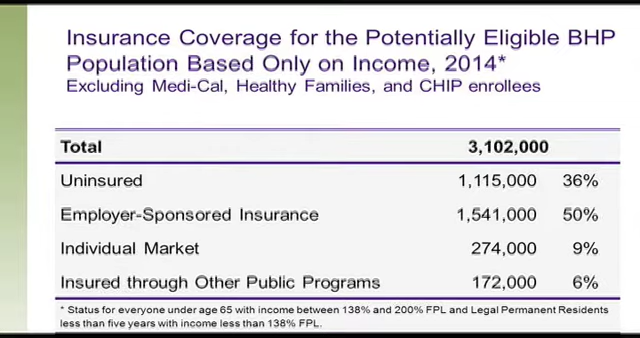 Insurance Coverage for the Potentially Eligible BHP
Population Based Only on Income, 2014*
Excluding Medi-Cal, Healthy Families, and CHIP enrollees
Total 3,102,000
Uninsured 1,115,000 36%
Employer-Sponsored Insurance 1,541,000 50%
Individual Market 274,000 9%
Insured through Other Public Programs 172,000 6%
* Status for everyone under age 65 with income between 138% and 200% FPL and Legal Permanent Residents
less than five years with income less than 138% FPL.